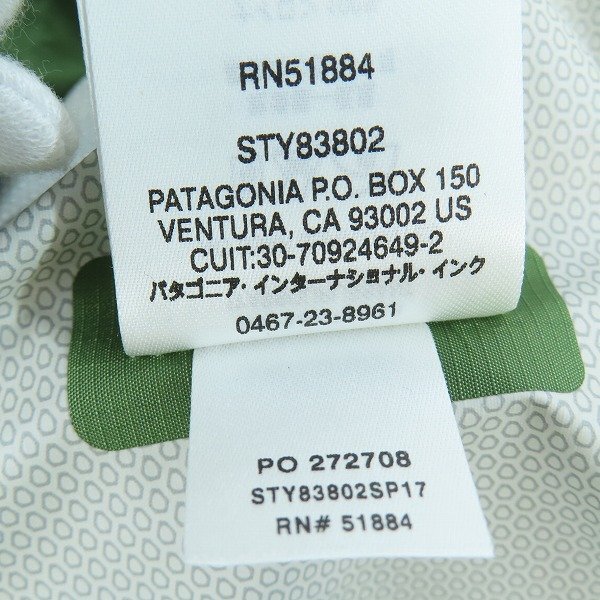 RN51884
STY83802
PATAGONIA P.O. BOX 150
VENTURA, CA 93002 US
CUIT:30-70924649-2
パタゴニア・インターナショナル・インク
0467-23-8961
PO 272708
STY83802SP17
RN# 51884